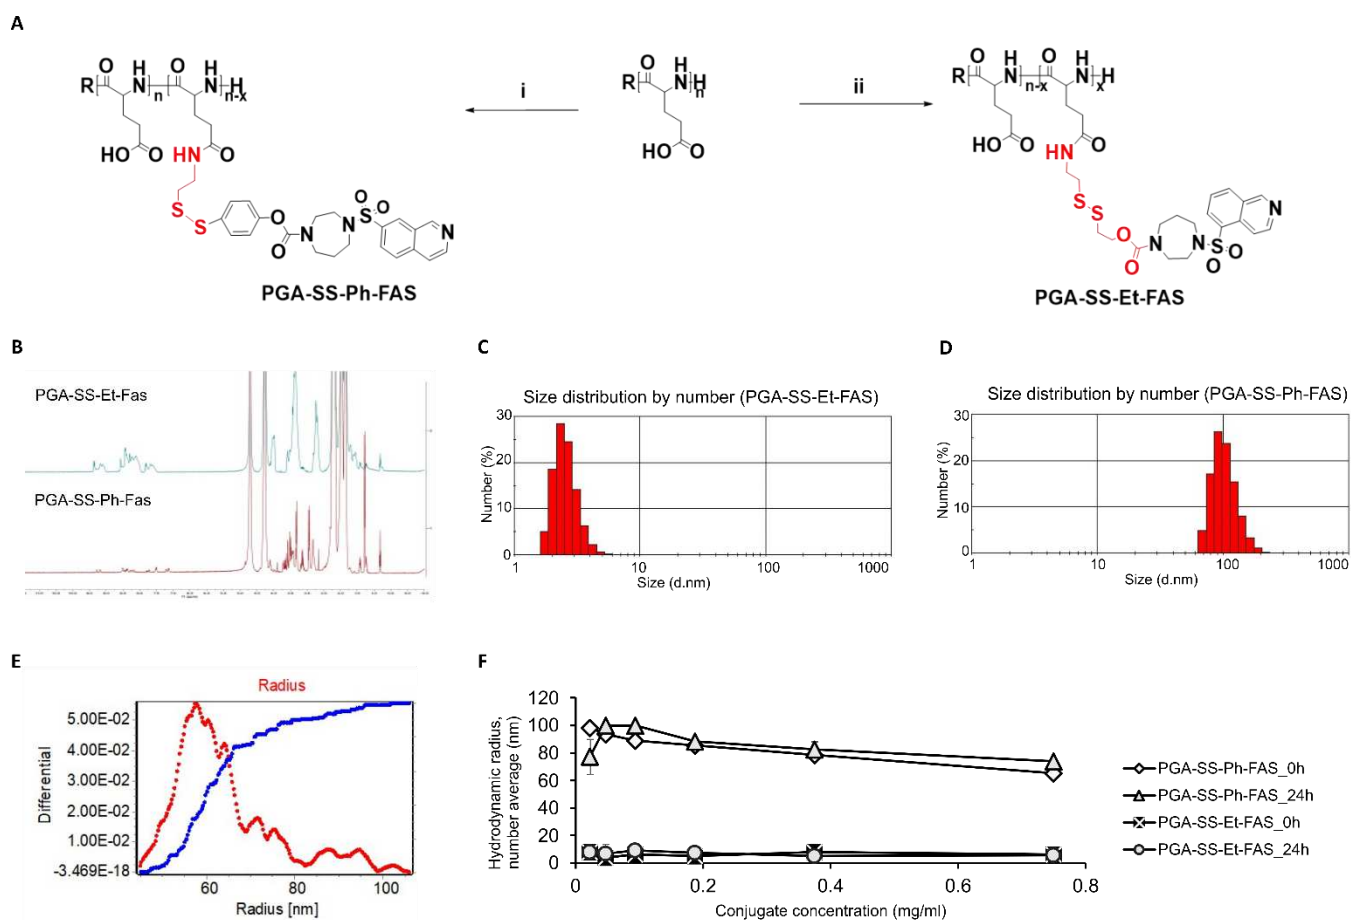 A
i
ii
R
O
H
N
n
O
H
N
H
n-x
HO
O
HN
O
S
S
O
O
N
N
S
O
O
N
PGA-SS-Ph-FAS
R
O
H
N
H
n
HO
O
R
O
H
N
n-x
O
H
N
H
x
HO
O
HN
O
S
S
O
O
N
N
S
O
O
N
PGA-SS-Et-FAS
B
PGA-SS-Et-Fas
PGA-SS-Ph-Fas
C
Size distribution by number (PGA-SS-Et-FAS)
Number (%)
30
20
10
0
1 10 100 1000
Size (d.nm)
D
Size distribution by number (PGA-SS-Ph-FAS)
Number (%)
30
20
10
0
1 10 100 1000
Size (d.nm)
E
Radius
Differential
5.00E-02
4.00E-02
3.00E-02
2.00E-02
1.00E-02
-3.469E-18
60 80 100
Radius [nm]
F
Hydrodynamic radius,
number average (nm)
120
100
80
60
40
20
0
0 0.2 0.4 0.6 0.8
Conjugate concentration (mg/ml)
PGA-SS-Ph-FAS_0h
PGA-SS-Ph-FAS_24h
PGA-SS-Et-FAS_0h
PGA-SS-Et-FAS_24h